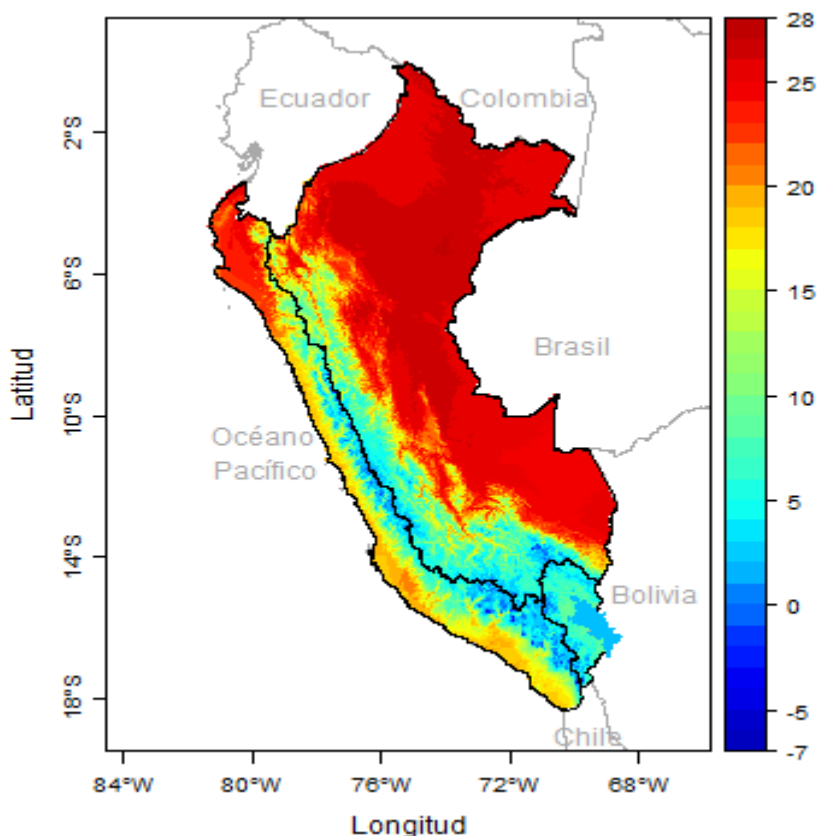 Ecuador
Colombia
Brasil
Océano
Pacífico
Bolivia
Chile
Latitud
2°S
6°S
10°S
14°S
18°S
84°W
80°W
76°W
72°W
68°W
Longitud
28
25
20
15
10
5
0
-5
-7